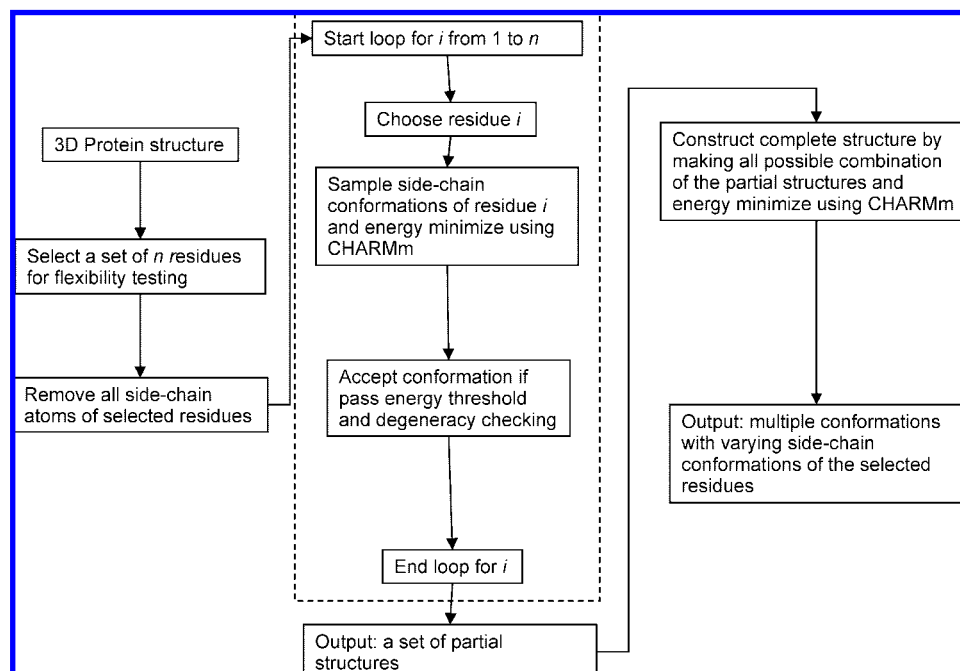 3D Protein structure
Select a set of n residues
for flexibility testing
Remove all side-chain
atoms of selected residues
Start loop for i from 1 to n
Choose residue i
Sample side-chain
conformations of residue i
and energy minimize using
CHARMm
Accept conformation if
pass energy threshold
and degeneracy checking
End loop for i
Output: a set of partial
structures
Construct complete structure by
making all possible combination
of the partial structures and
energy minimize using CHARMm
Output: multiple conformations
with varying side-chain
conformations of the selected
residues